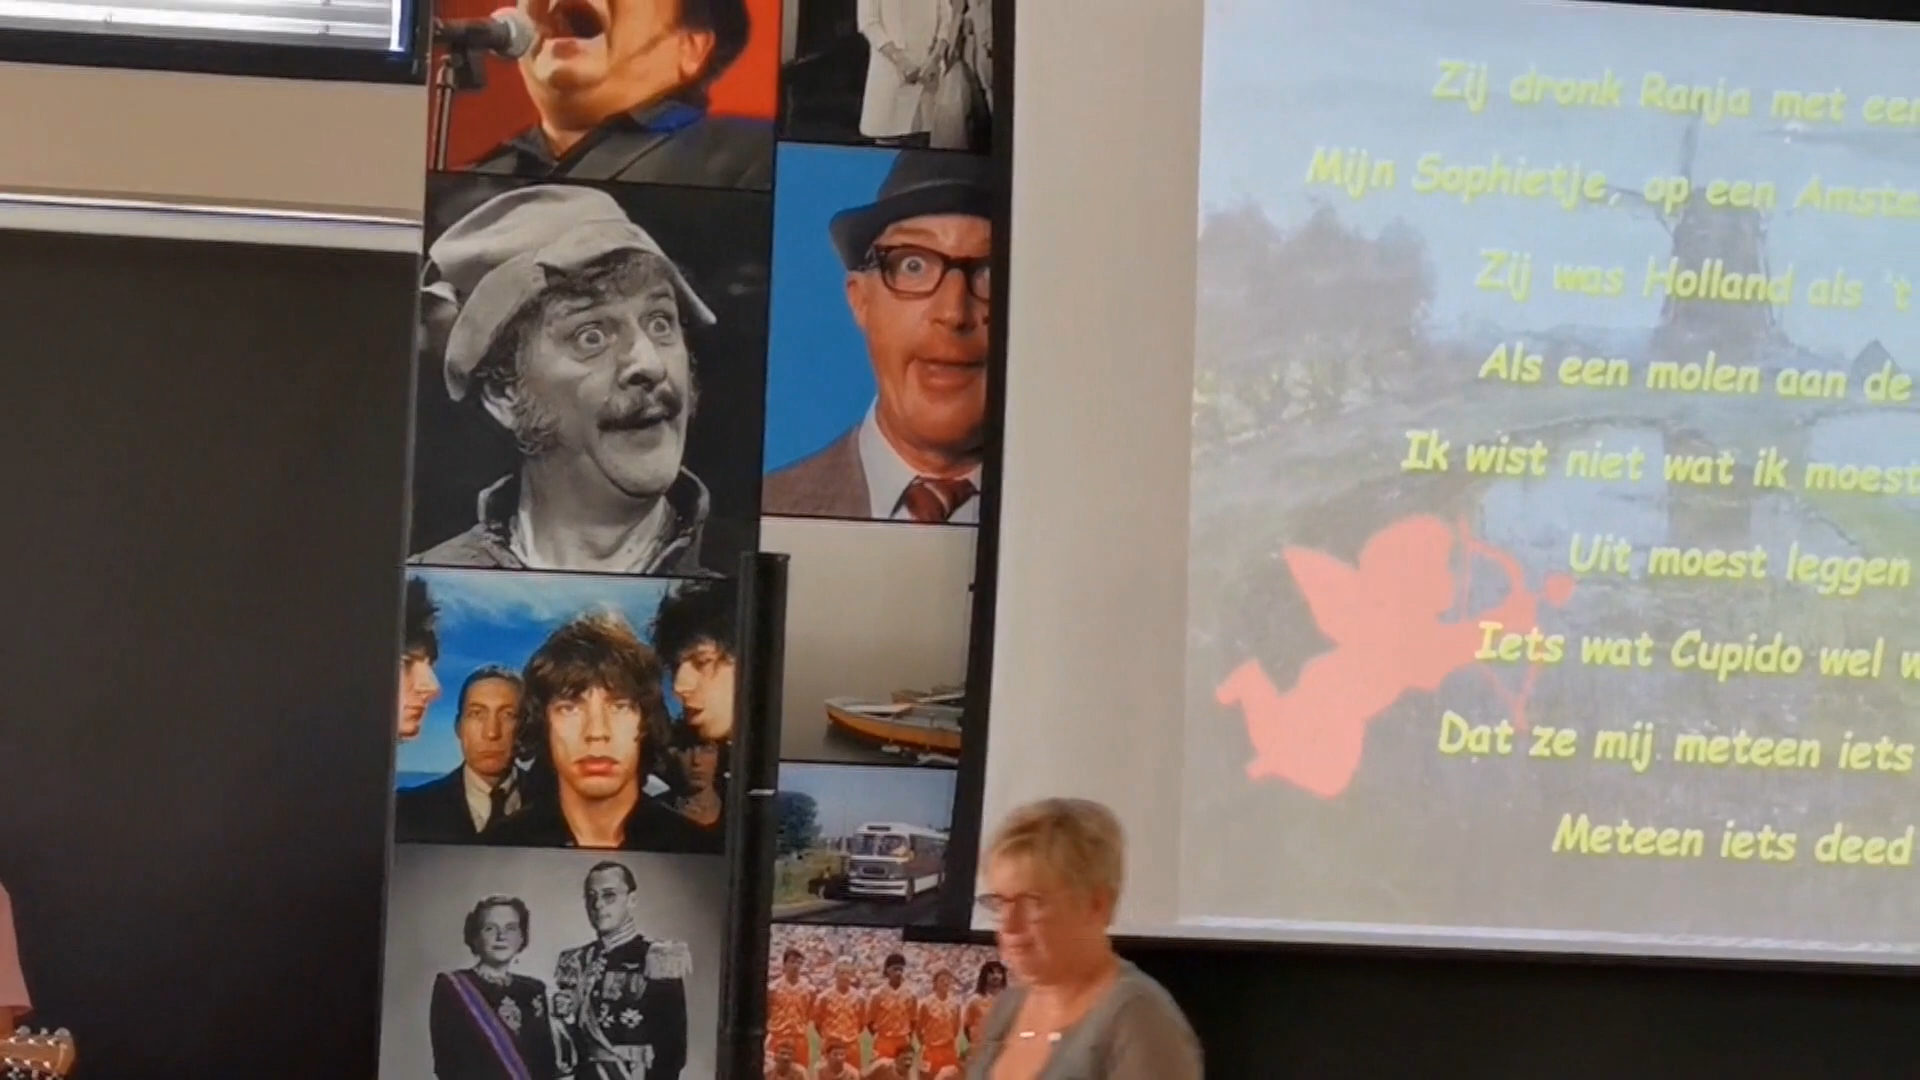 Zij dronk Ranja met een
Mijn Sophietje, op een Amste
Zij was Holland als 't
Als een molen aan de
Ik wist niet wat ik moest
Uit moest leggen
Iets wat Cupido wel w
Dat ze mij meteen iets
Meteen iets deed